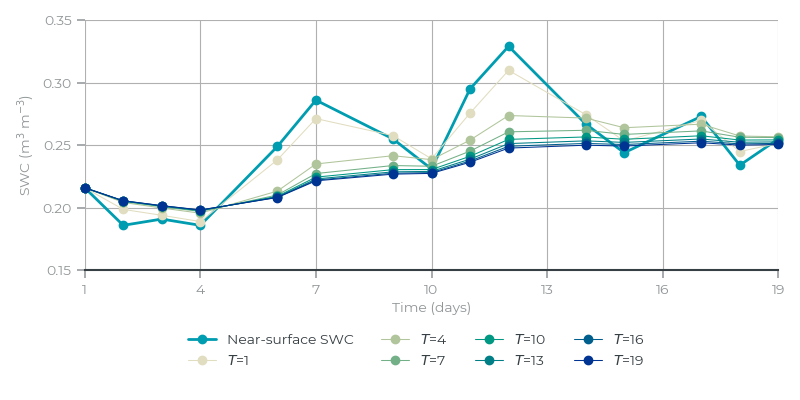 0.35
0.30
0.25
0.20
0.15
SWC (m³ m⁻³)
1 4 7 10 13 16 19
Time (days)
Near-surface SWC T=4 T=10 T=16
T=1 T=7 T=13 T=19